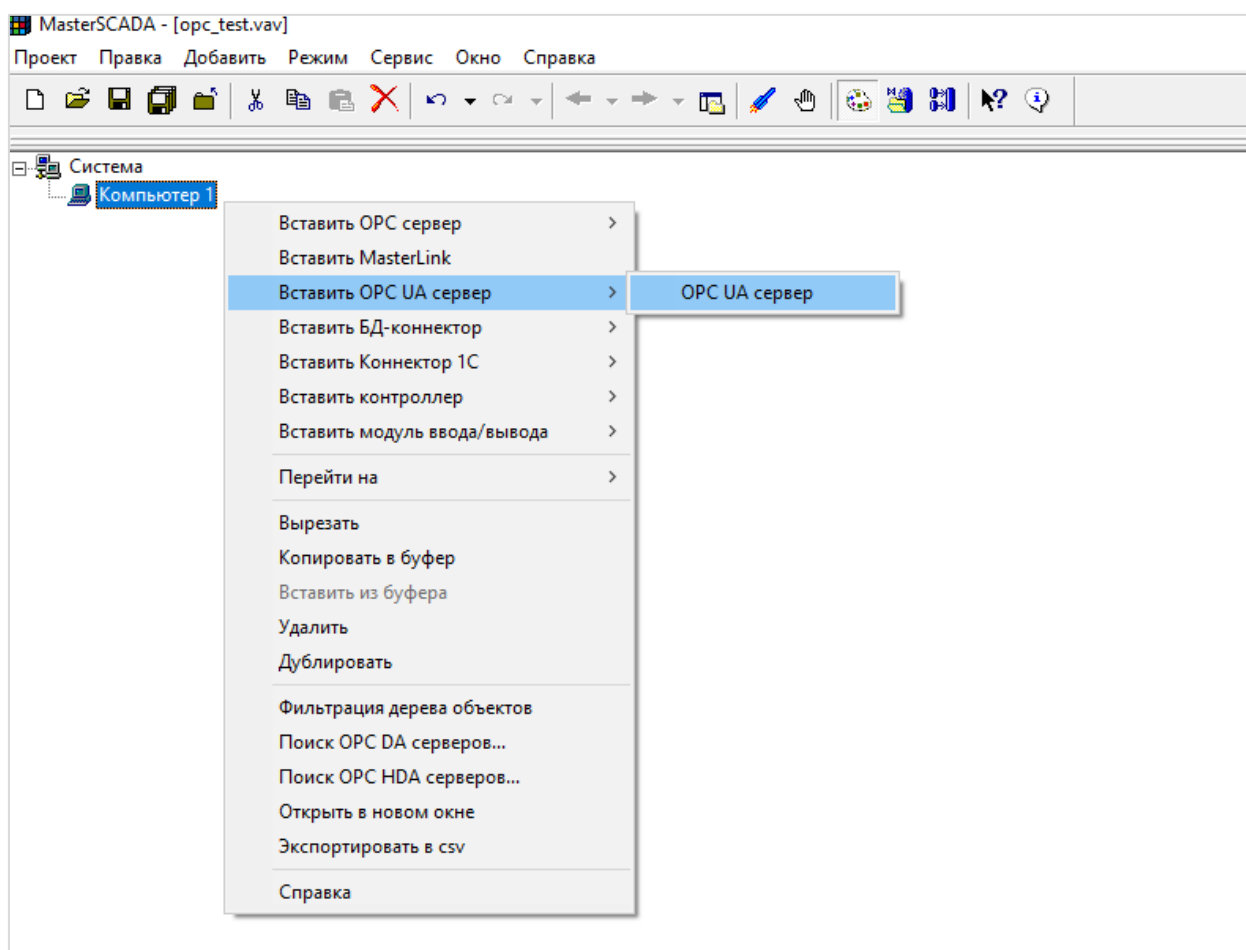 MasterSCADA - [opc_test.vav]
Проект Правка Добавить Режим Сервис Окно Справка
Система
Компьютер 1
Вставить OPC сервер
Вставить MasterLink
Вставить OPC UA сервер
OPC UA сервер
Вставить БД-коннектор
Вставить Коннектор 1С
Вставить контроллер
Вставить модуль ввода/вывода
Перейти на
Вырезать
Копировать в буфер
Вставить из буфера
Удалить
Дублировать
Фильтрация дерева объектов
Поиск OPC DA серверов...
Поиск OPC HDA серверов...
Открыть в новом окне
Экспортировать в csv
Справка